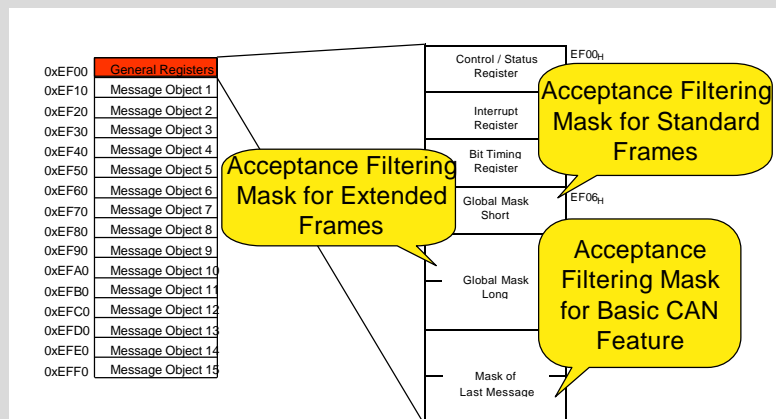 0xEF00 General Registers
0xEF10 Message Object 1
0xEF20 Message Object 2
0xEF30 Message Object 3
0xEF40 Message Object 4
0xEF50 Message Object 5
0xEF60 Message Object 6
0xEF70 Message Object 7
0xEF80 Message Object 8
0xEF90 Message Object 9
0xEFA0 Message Object 10
0xEFB0 Message Object 11
0xEFC0 Message Object 12
0xEFD0 Message Object 13
0xEFE0 Message Object 14
0xEFF0 Message Object 15
Acceptance Filtering
Mask for Extended
Frames
Control / Status
Register
EF00H
Interrupt
Register
Bit Timing
Register
Global Mask
Short
EF06H
Global Mask
Long
Mask of
Last Message
Acceptance Filtering
Mask for Standard
Frames
Acceptance
Filtering Mask
for Basic CAN
Feature